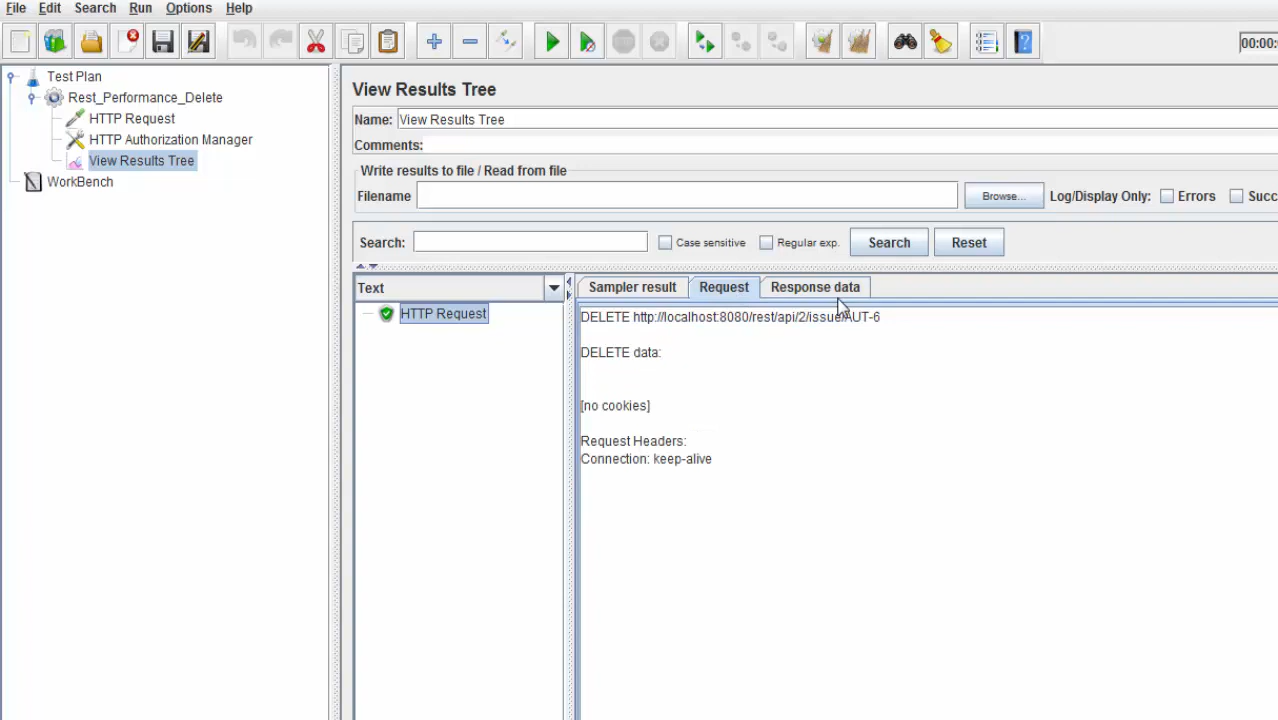 File Edit Search Run Options Help
00:00:
Test Plan
Rest_Performance_Delete
HTTP Request
HTTP Authorization Manager
View Results Tree
WorkBench
View Results Tree
Name: View Results Tree
Comments:
Write results to file / Read from file
Filename Browse... Log/Display Only: Errors Succ
Search: Case sensitive Regular exp. Search Reset
Text
HTTP Request
Sampler result Request Response data
DELETE http://localhost:8080/rest/api/2/issue/AUT-6
DELETE data:
[no cookies]
Request Headers:
Connection: keep-alive